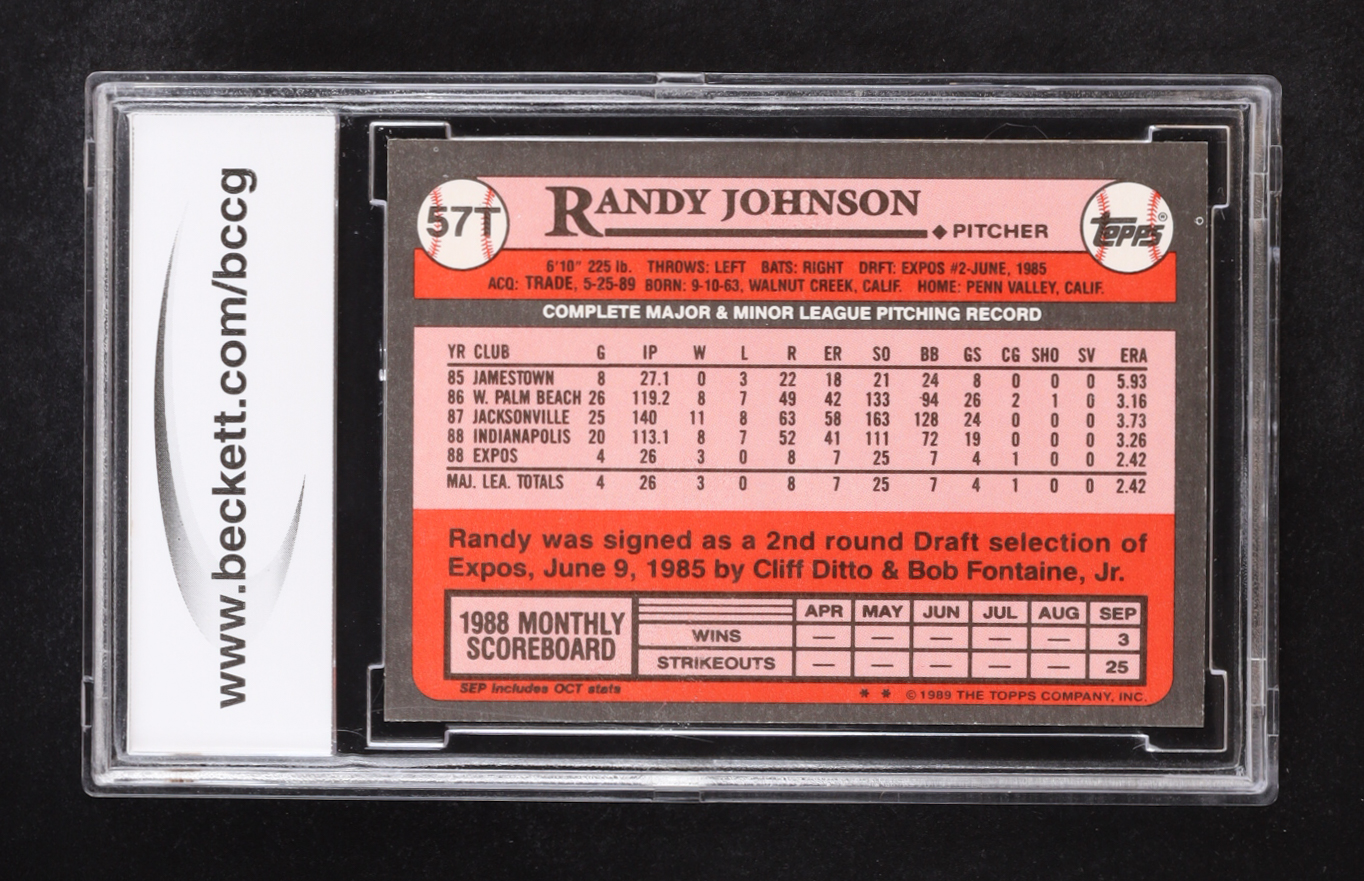 www.beckett.com/bccg
57T
RANDY JOHNSON
◆ PITCHER
Topps®
6'10" 225 lb. THROWS: LEFT BATS: RIGHT DRFT: EXPOS #2-JUNE, 1985
ACQ: TRADE, 5-25-89 BORN: 9-10-63, WALNUT CREEK, CALIF. HOME: PENN VALLEY, CALIF.
COMPLETE MAJOR & MINOR LEAGUE PITCHING RECORD
YR CLUB G IP W L R ER SO BB GS CG SHO SV ERA
85 JAMESTOWN 8 27.1 0 3 22 18 21 24 8 0 0 0 5.93
86 W. PALM BEACH 26 119.2 8 7 49 42 133 94 26 2 1 0 3.16
87 JACKSONVILLE 25 140 11 8 63 58 163 128 24 0 0 0 3.73
88 INDIANAPOLIS 20 113.1 8 7 52 41 111 72 19 0 0 0 3.26
88 EXPOS 4 26 3 0 8 7 25 7 4 1 0 0 2.42
MAJ. LEA. TOTALS 4 26 3 0 8 7 25 7 4 1 0 0 2.42
Randy was signed as a 2nd round Draft selection of
Expos, June 9, 1985 by Cliff Ditto & Bob Fontaine, Jr.
1988 MONTHLY
SCOREBOARD
APR MAY JUN JUL AUG SEP
WINS — — — — — 3
STRIKEOUTS — — — — — 25
SEP includes OCT stats
* * © 1989 THE TOPPS COMPANY, INC.